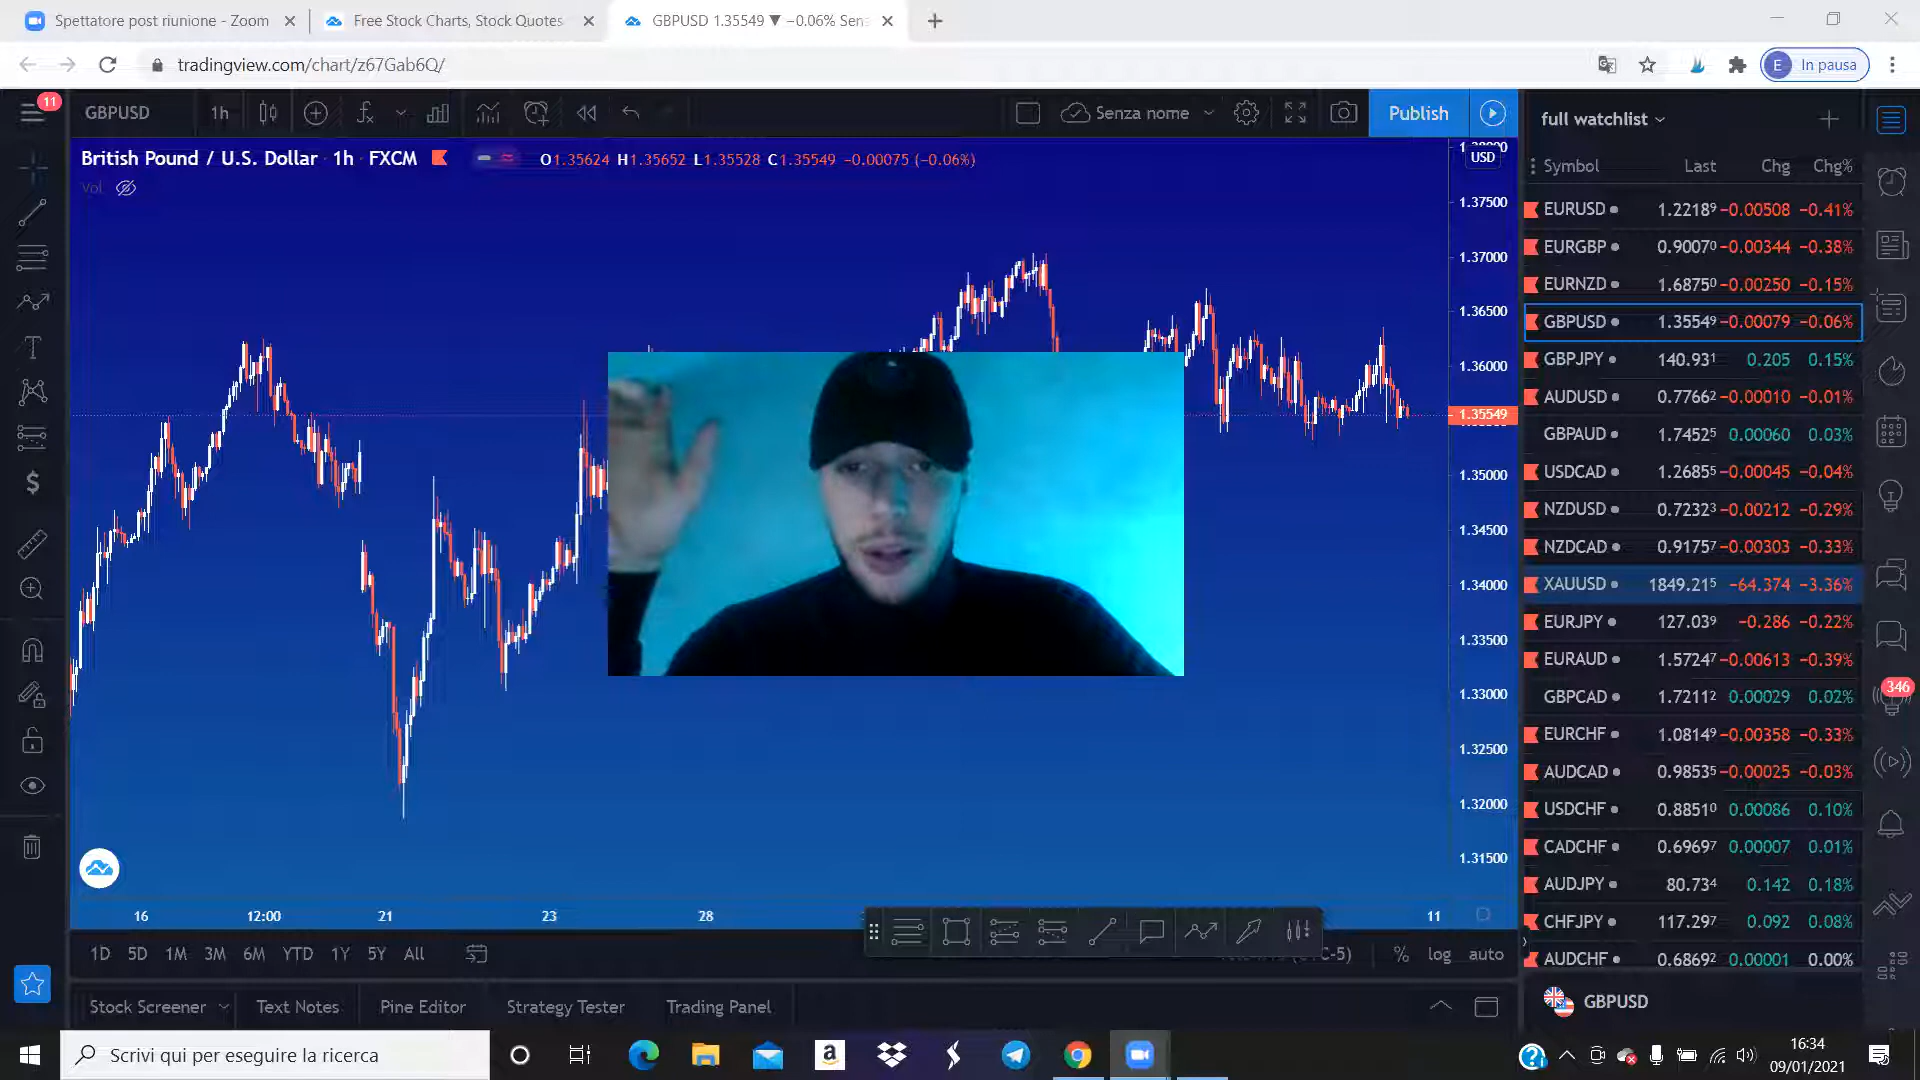 Spettatore post riunione - Zoom
Free Stock Charts, Stock Quotes
GBPUSD 1.35549 ▼ −0.06% Sen
tradingview.com/chart/z67Gab6Q/
E In pausa
11
GBPUSD 1h
Senza nome
Publish
British Pound / U.S. Dollar · 1h · FXCM
O1.35624 H1.35652 L1.35528 C1.35549 −0.00075 (−0.06%)
Vol
USD
1.37500
1.37000
1.36500
1.36000
1.35549
1.35000
1.34500
1.34000
1.33500
1.33000
1.32500
1.32000
1.31500
16 12:00 21 23 28 11
1D 5D 1M 3M 6M YTD 1Y 5Y All
% log auto
Stock Screener Text Notes Pine Editor Strategy Tester Trading Panel
full watchlist
Symbol Last Chg Chg%
EURUSD 1.22189 −0.00508 −0.41%
EURGBP 0.90070 −0.00344 −0.38%
EURNZD 1.68750 −0.00250 −0.15%
GBPUSD 1.35549 −0.00079 −0.06%
GBPJPY 140.931 0.205 0.15%
AUDUSD 0.77662 −0.00010 −0.01%
GBPAUD 1.74525 0.00060 0.03%
USDCAD 1.26855 −0.00045 −0.04%
NZDUSD 0.72323 −0.00212 −0.29%
NZDCAD 0.91757 −0.00303 −0.33%
XAUUSD 1849.215 −64.374 −3.36%
EURJPY 127.039 −0.286 −0.22%
EURAUD 1.57247 −0.00613 −0.39%
GBPCAD 1.72112 0.00029 0.02%
EURCHF 1.08149 −0.00358 −0.33%
AUDCAD 0.98535 −0.00025 −0.03%
USDCHF 0.88510 0.00086 0.10%
CADCHF 0.69697 0.00007 0.01%
AUDJPY 80.734 0.142 0.18%
CHFJPY 117.297 0.092 0.08%
AUDCHF 0.68692 0.00001 0.00%
GBPUSD
346
Scrivi qui per eseguire la ricerca
16:34
09/01/2021